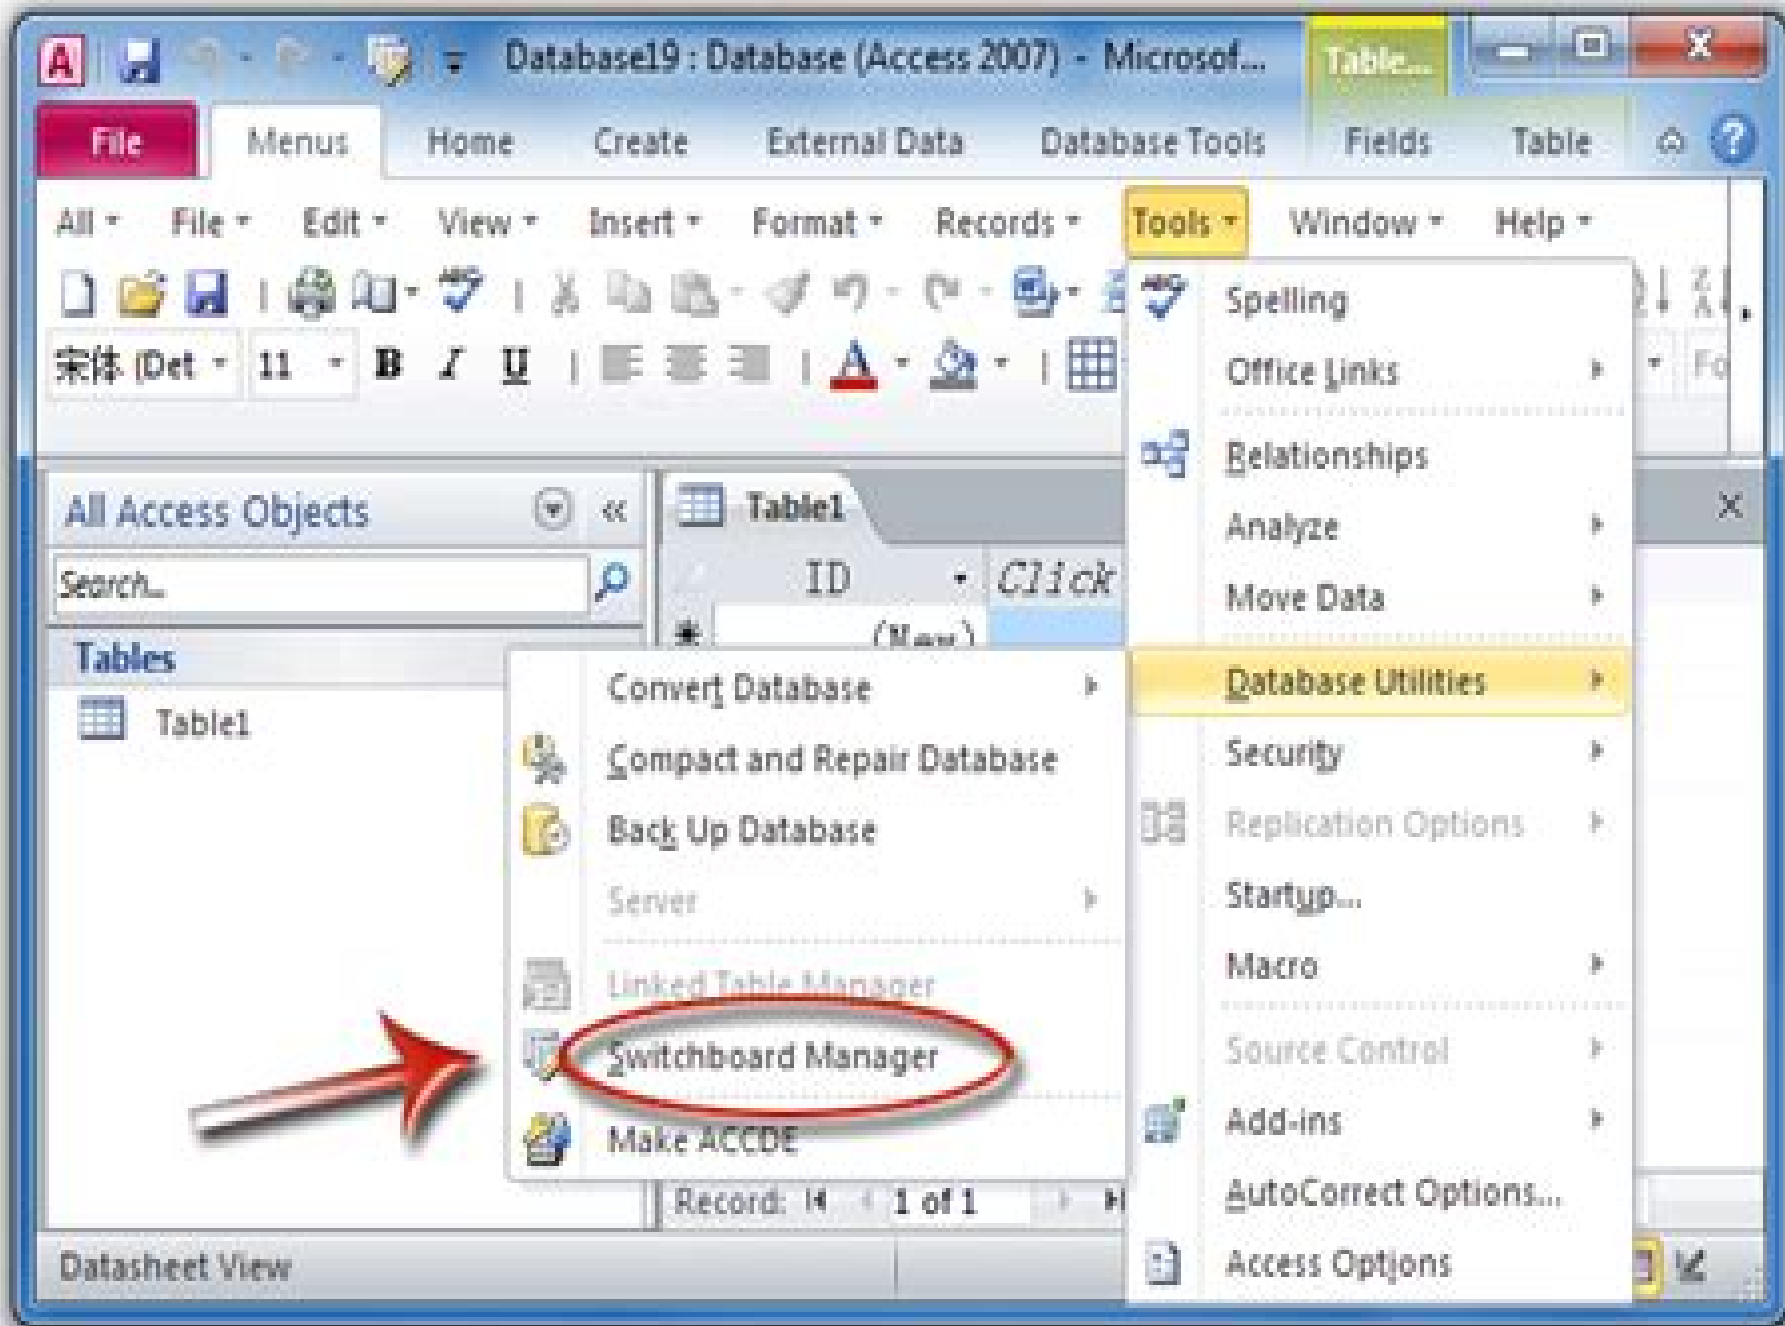 Database19 : Database (Access 2007) - Microsof...
Table...
File Menus Home Create External Data Database Tools Fields Table
All File Edit View Insert Format Records Tools Window Help
宋体 (Det 11 B I U Fo
All Access Objects
Search...
Tables
Table1
Table1
ID Click
(New)
Spelling
Office Links
Relationships
Analyze
Move Data
Database Utilities
Security
Replication Options
Startup...
Macro
Source Control
Add-ins
AutoCorrect Options...
Access Options
Convert Database
Compact and Repair Database
Back Up Database
Server
Linked Table Manager
Switchboard Manager
Make ACCDE
Record: 1 of 1
Datasheet View